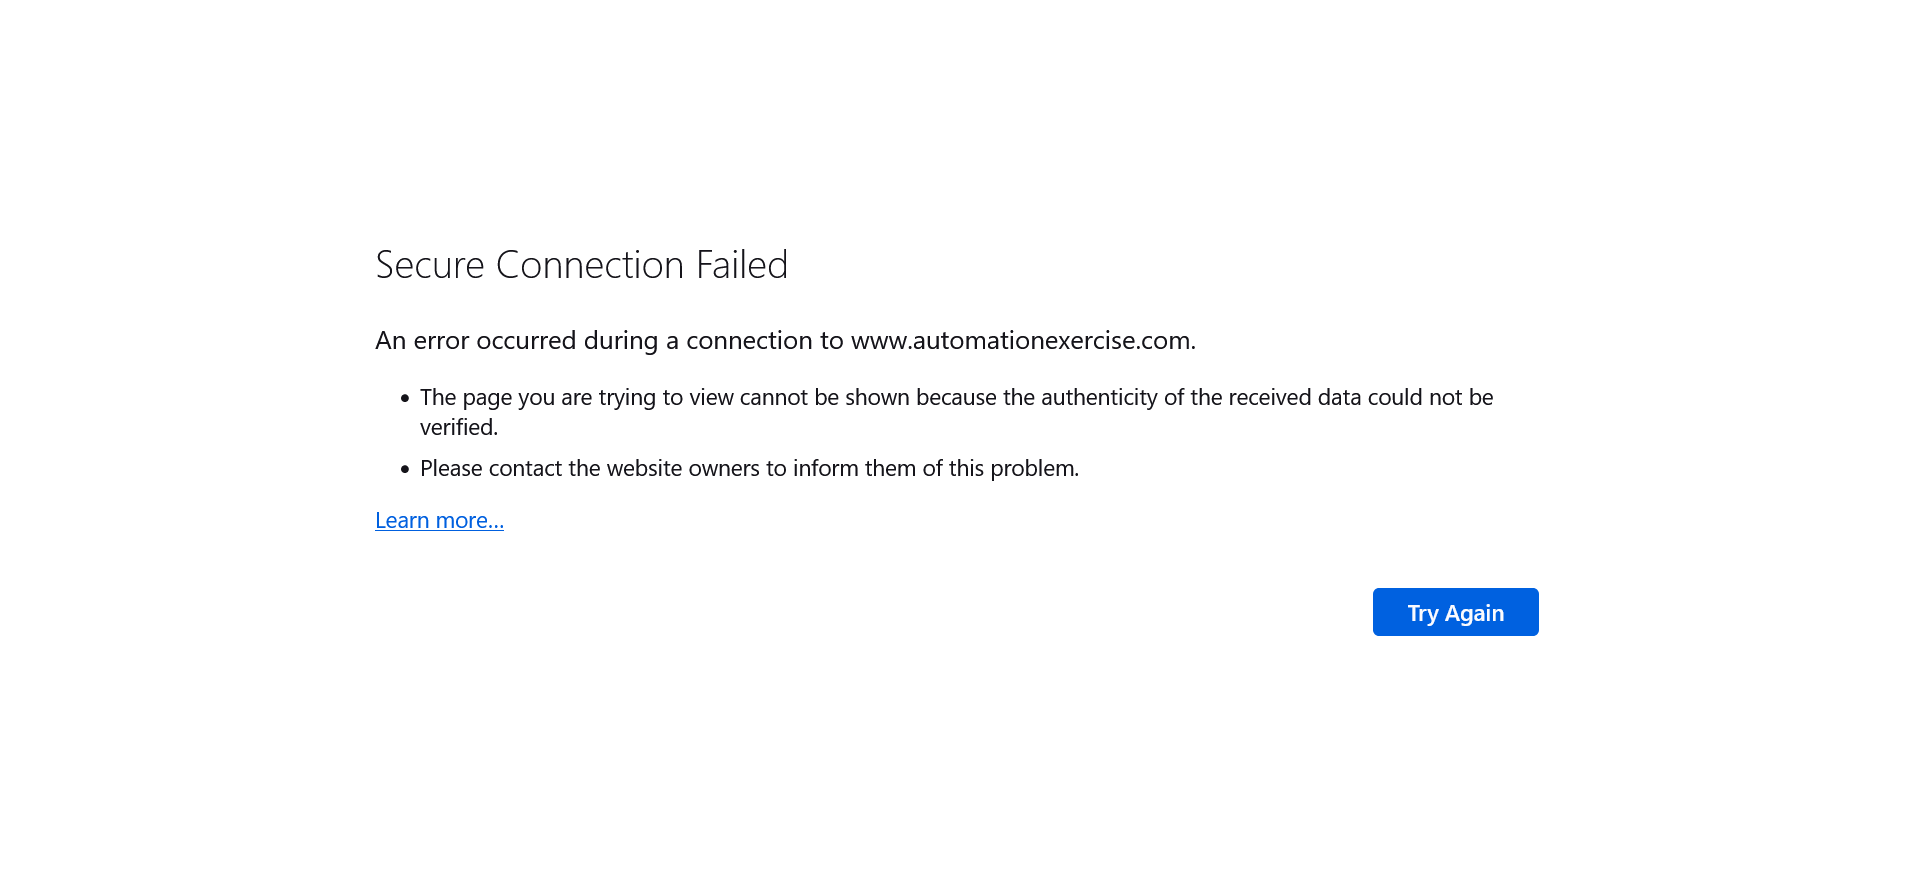 Secure Connection Failed
An error occurred during a connection to www.automationexercise.com.
• The page you are trying to view cannot be shown because the authenticity of the received data could not be
verified.
• Please contact the website owners to inform them of this problem.
Learn more...
Try Again